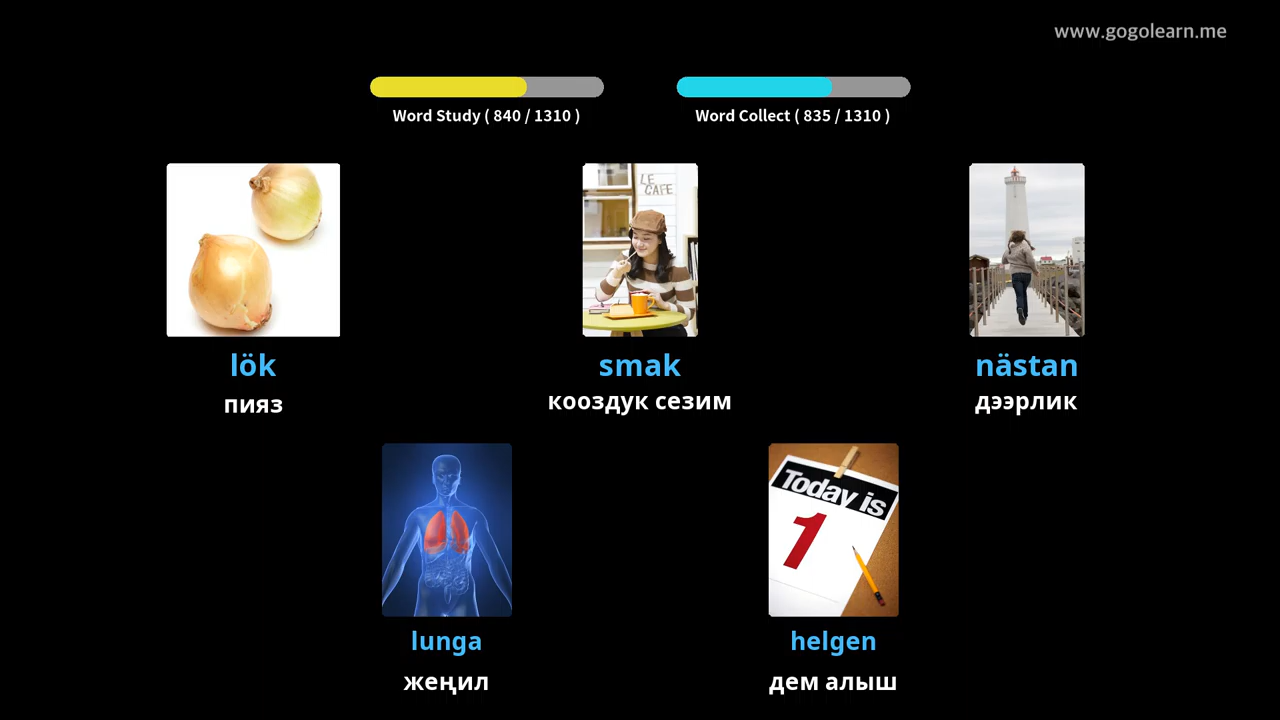 www.gogolearn.me
Word Study ( 840 / 1310 )
Word Collect ( 835 / 1310 )
LE
CAFE
lök
smak
nästan
пияз
кооздук сезим
дээрлик
Today is
1
lunga
helgen
жеңил
дем алыш